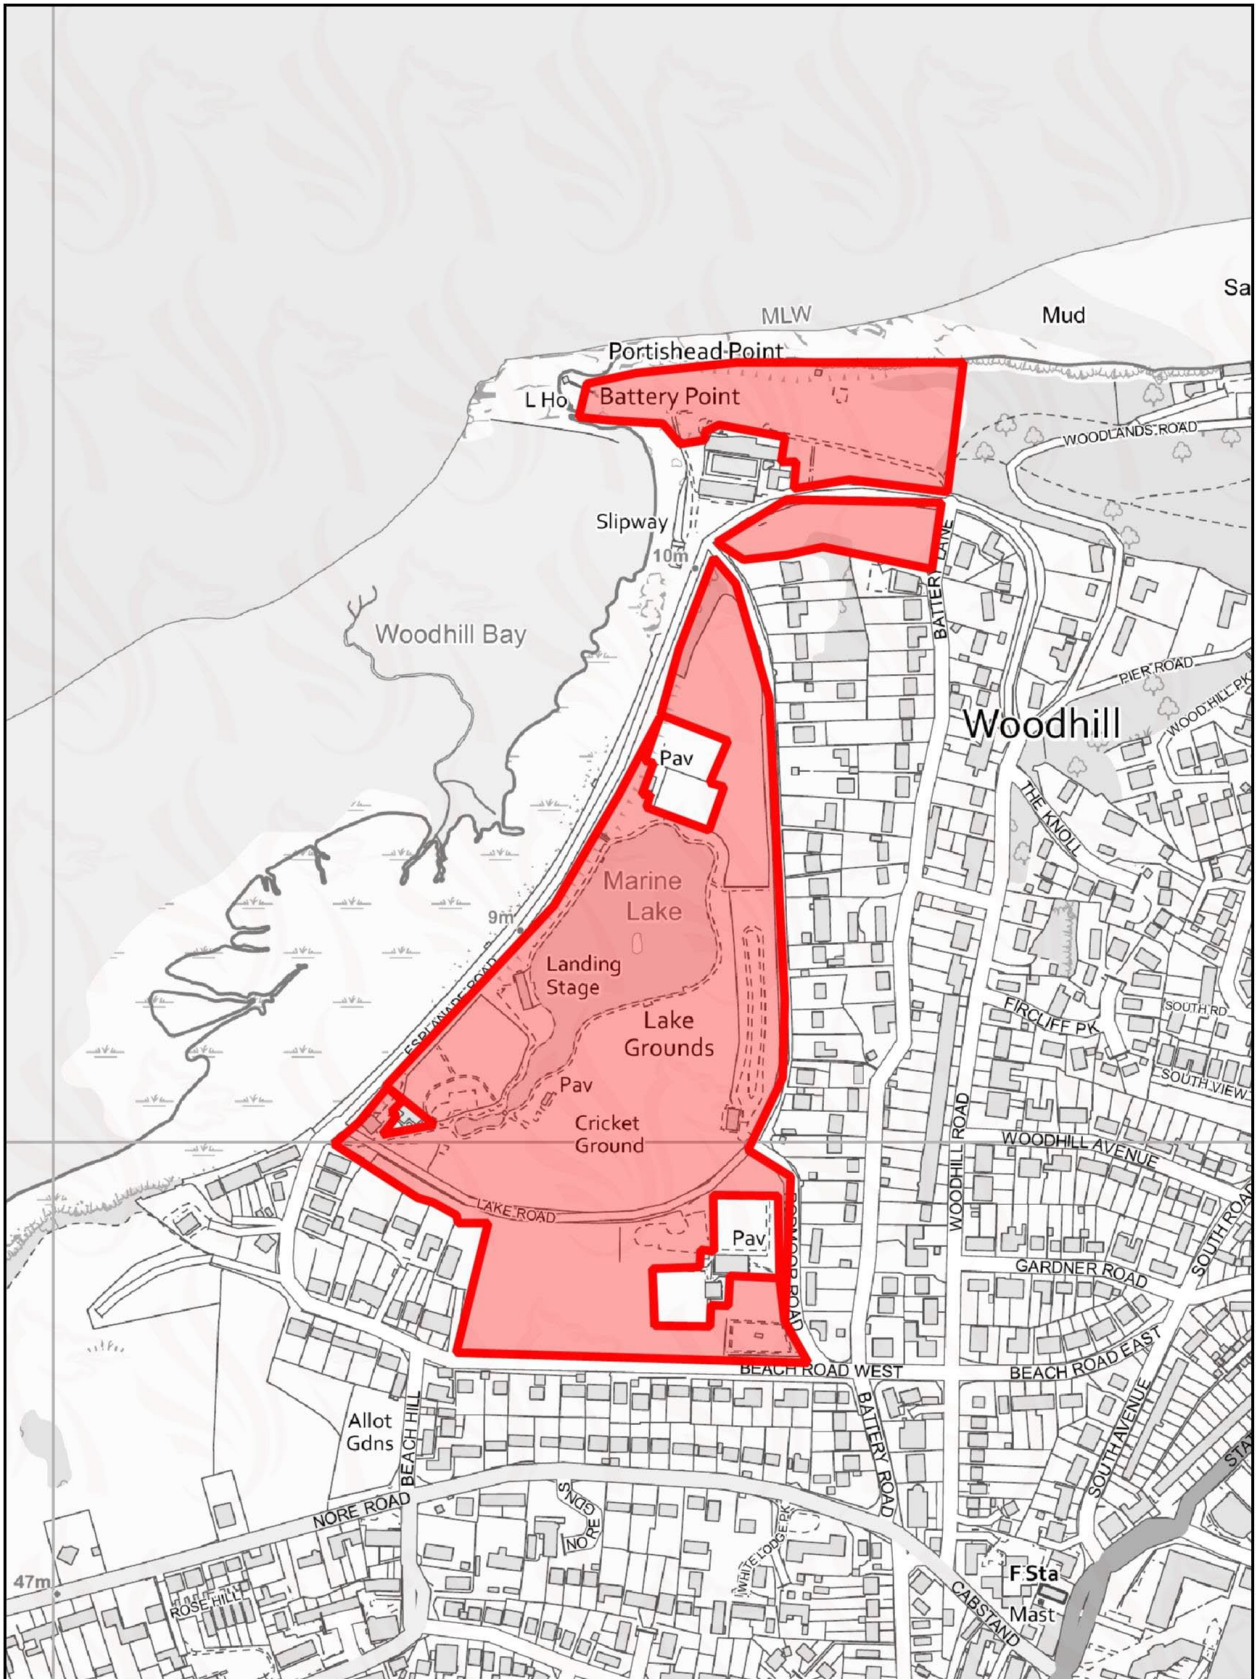 Sa
MLW
Mud
Portishead Point
L Ho
Battery Point
WOODLANDS ROAD
Slipway
10m
BATTERY LANE
Woodhill Bay
PIER ROAD
WOOD HILL PK
Woodhill
Pav
THE KNOLL
Marine
Lake
9m
Landing
Stage
ESPLANADE ROAD
Lake
Grounds
FIRCLIFF PK
SOUTH RD
SOUTH VIEW
Pav
Cricket
Ground
WOODHILL ROAD
WOODHILL AVENUE
LAKE ROAD
ROAD
Pav
SOUTH ROAD
GARDNER ROAD
BEACH ROAD WEST
BEACH ROAD EAST
Allot
Gdns
BEACH HILL
BATTERY ROAD
SOUTH AVENUE
STA
NORE ROAD
NORE GDNS
WHITE LODGE PK
47m
ROSE HILL
F Sta
Mast
CABSTAND